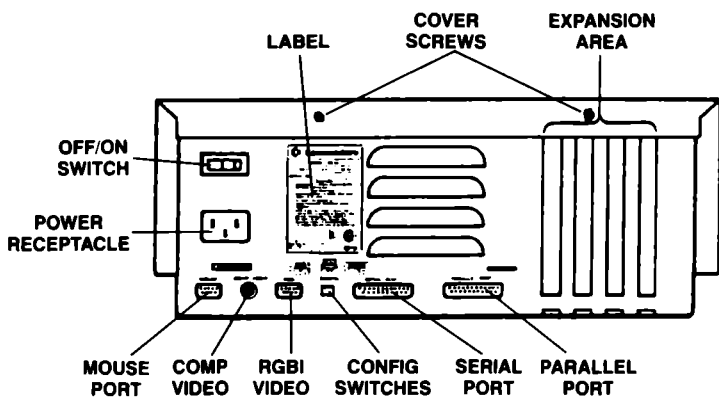 COVER
SCREWS
EXPANSION
AREA
LABEL
OFF/ON
SWITCH
POWER
RECEPTACLE
MOUSE
PORT
COMP
VIDEO
RGBI
VIDEO
CONFIG
SWITCHES
SERIAL
PORT
PARALLEL
PORT